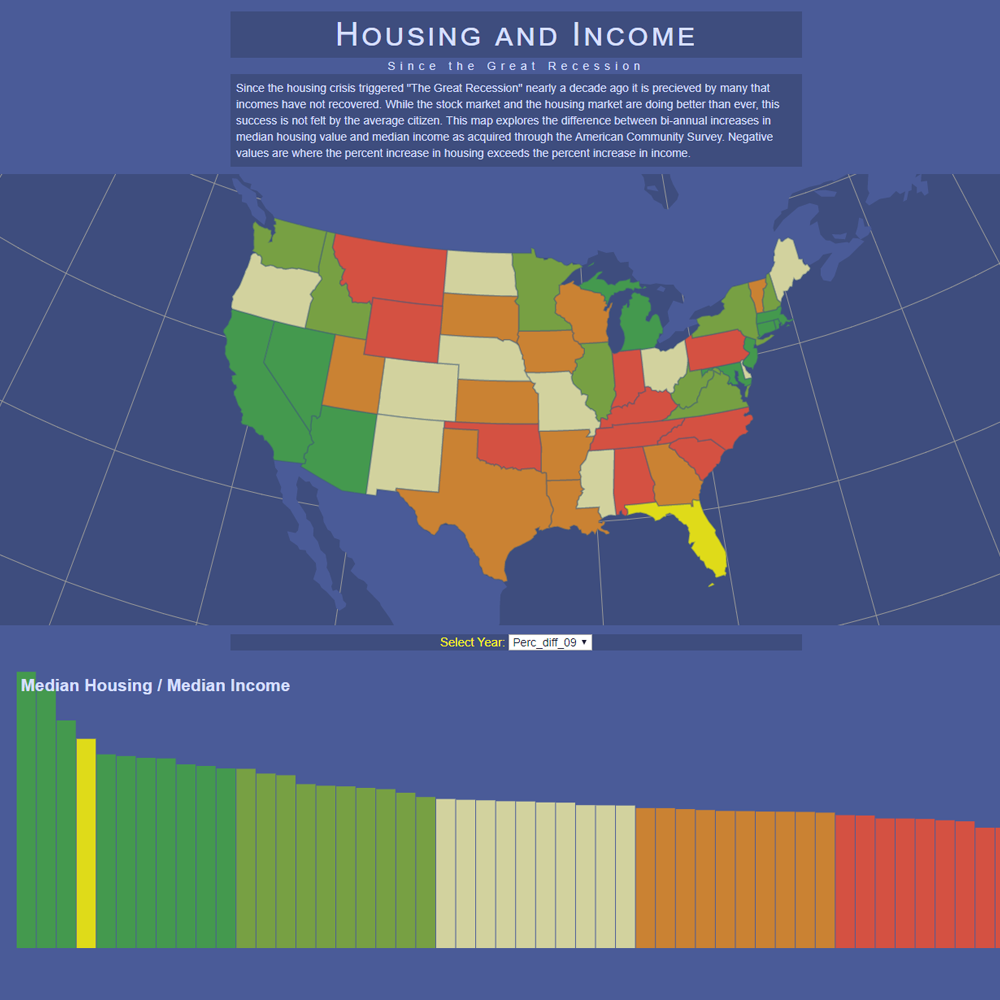 Housing and Income
Since the Great Recession
Since the housing crisis triggered "The Great Recession" nearly a decade ago it is precieved by many that
incomes have not recovered. While the stock market and the housing market are doing better than ever, this
success is not felt by the average citizen. This map explores the difference between bi-annual increases in
median housing value and median income as acquired through the American Community Survey. Negative
values are where the percent increase in housing exceeds the percent increase in income.
Select Year: Perc_diff_09
Median Housing / Median Income